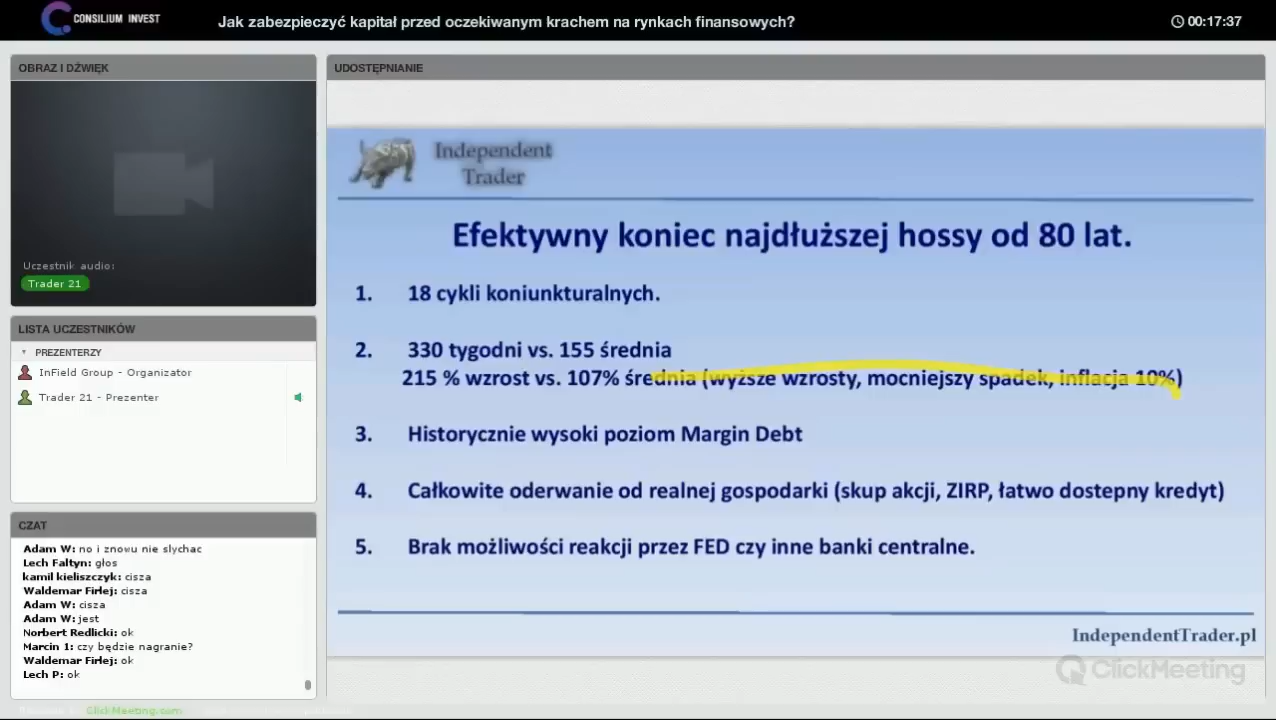 CONSILIUM INVEST
Jak zabezpieczyć kapitał przed oczekiwanym krachem na rynkach finansowych?
00:17:37
OBRAZ I DŹWIĘK
Uczestnik audio:
Trader 21
LISTA UCZESTNIKÓW
PREZENTERZY
InField Group - Organizator
Trader 21 - Prezenter
CZAT
Adam W: no i znowu nie slychac
Lech Fałtyn: głos
kamil kieliszczyk: cisza
Waldemar Firłej: cisza
Adam W: cisza
Adam W: jest
Norbert Redlicki: ok
Marcin 1: czy będzie nagranie?
Waldemar Firłej: ok
Lech P: ok
ClickMeeting.com
UDOSTĘPNIANIE
Independent
Trader
Efektywny koniec najdłuższej hossy od 80 lat.
1. 18 cykli koniunkturalnych.
2. 330 tygodni vs. 155 średnia
215 % wzrost vs. 107% średnia (wyższe wzrosty, mocniejszy spadek, inflacja 10%)
3. Historycznie wysoki poziom Margin Debt
4. Całkowite oderwanie od realnej gospodarki (skup akcji, ZIRP, łatwo dostepny kredyt)
5. Brak możliwości reakcji przez FED czy inne banki centralne.
IndependentTrader.pl
ClickMeeting